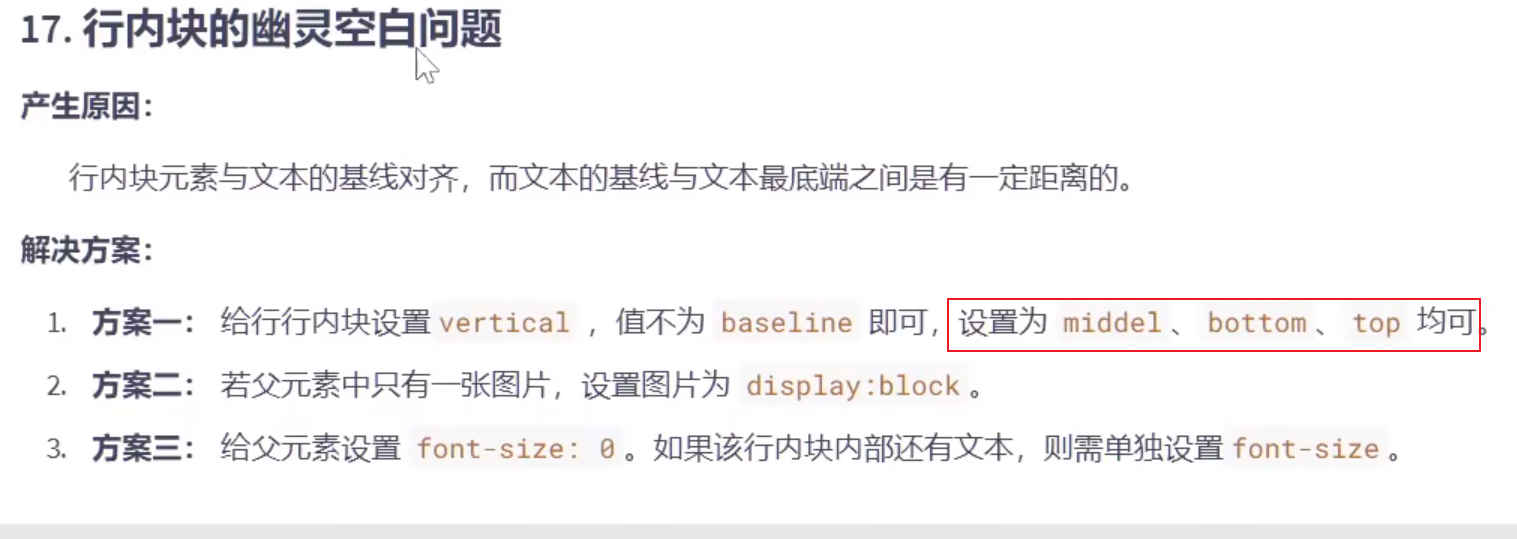 17. 行内块的幽灵空白问题
产生原因：
行内块元素与文本的基线对齐，而文本的基线与文本最底端之间是有一定距离的。
解决方案：
1. 方案一： 给行行内块设置 vertical ，值不为 baseline 即可，设置为 middel 、 bottom 、 top 均可。
2. 方案二： 若父元素中只有一张图片，设置图片为 display:block 。
3. 方案三： 给父元素设置 font-size: 0 。如果该行内块内部还有文本，则需单独设置 font-size 。